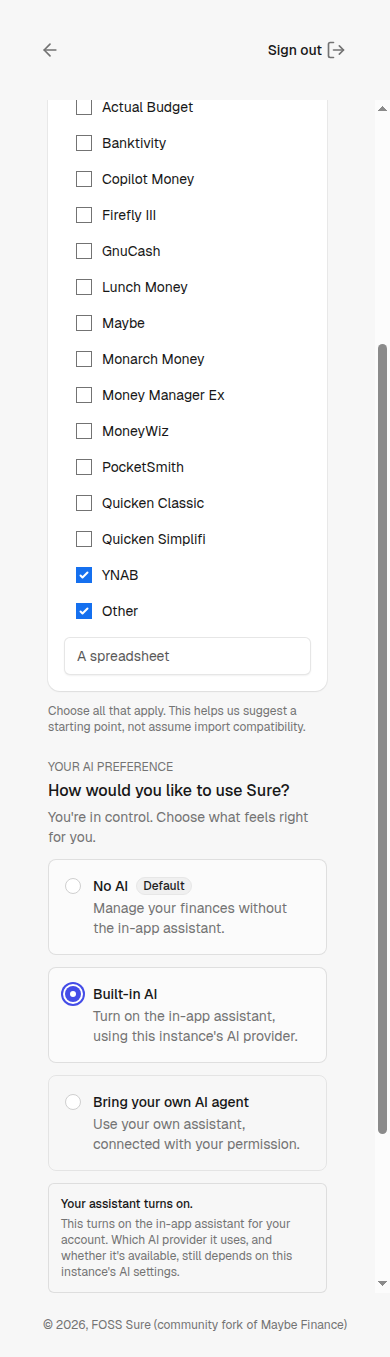 Sign out
Actual Budget
Banktivity
Copilot Money
Firefly III
GnuCash
Lunch Money
Maybe
Monarch Money
Money Manager Ex
MoneyWiz
PocketSmith
Quicken Classic
Quicken Simplifi
YNAB
Other
A spreadsheet
Choose all that apply. This helps us suggest a
starting point, not assume import compatibility.
YOUR AI PREFERENCE
How would you like to use Sure?
You're in control. Choose what feels right
for you.
No AI Default
Manage your finances without
the in-app assistant.
Built-in AI
Turn on the in-app assistant,
using this instance's AI provider.
Bring your own AI agent
Use your own assistant,
connected with your permission.
Your assistant turns on.
This turns on the in-app assistant for your
account. Which AI provider it uses, and
whether it's available, still depends on this
instance's AI settings.
© 2026, FOSS Sure (community fork of Maybe Finance)